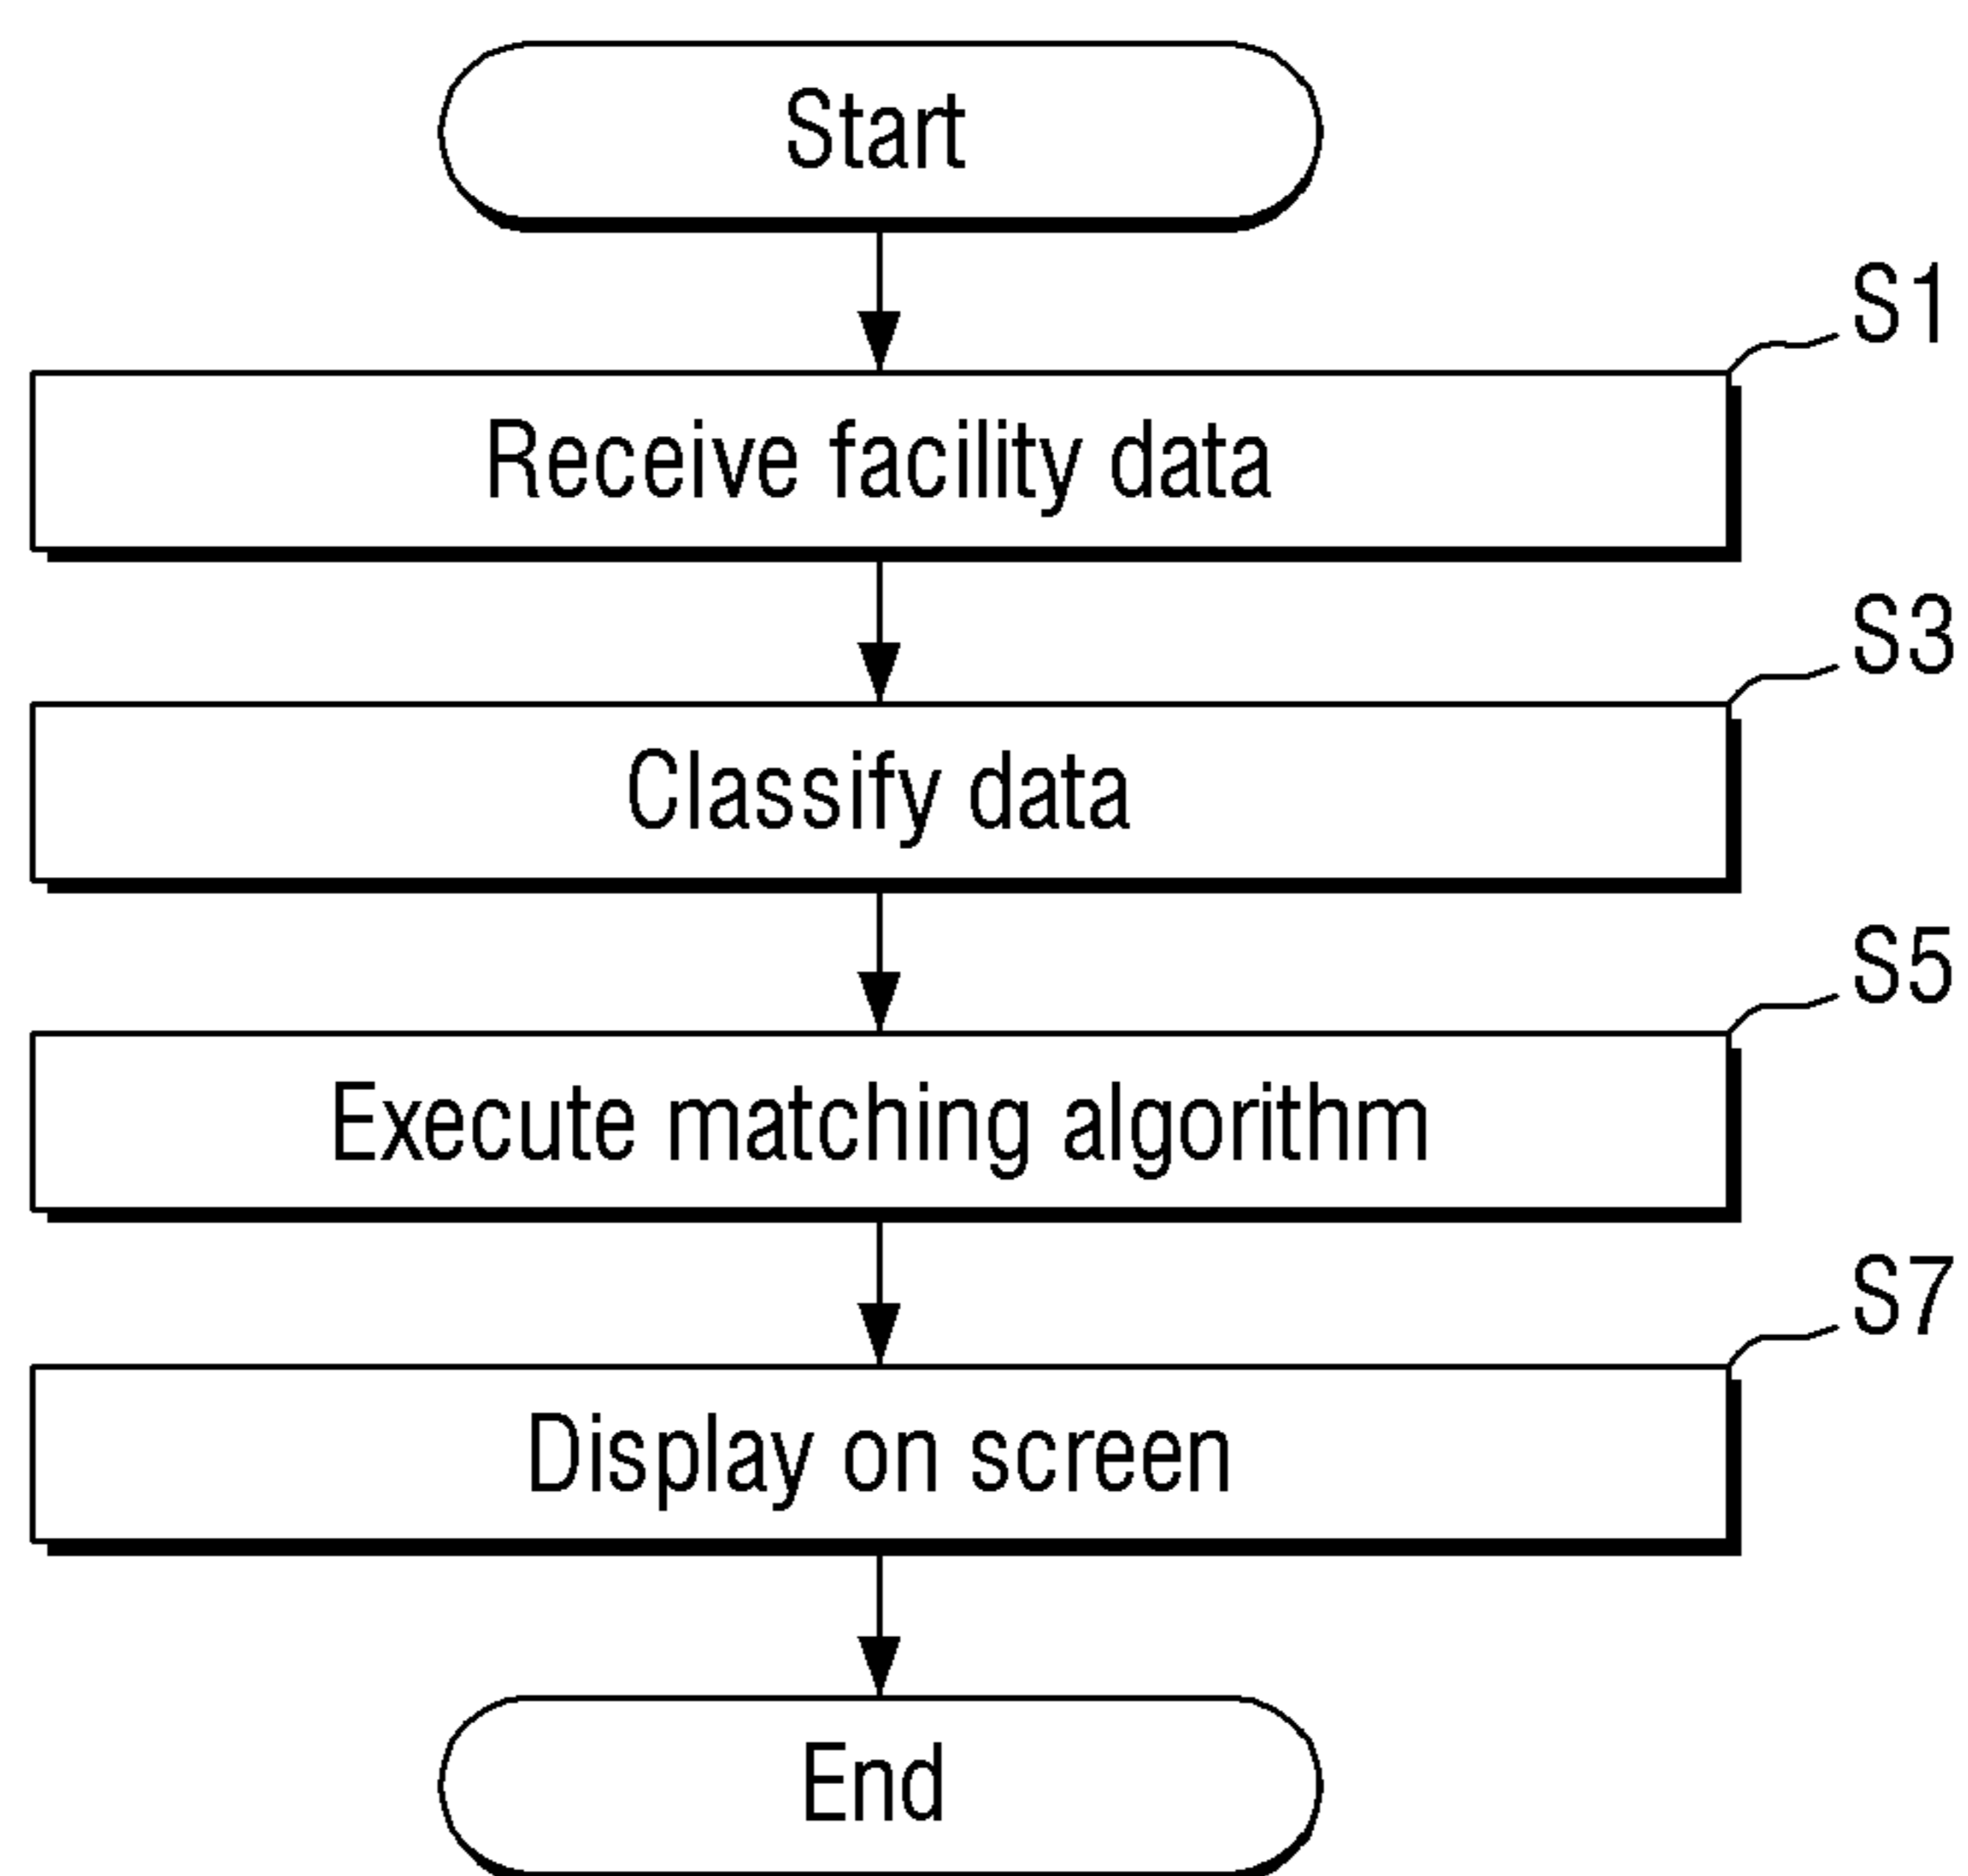 Start
S1
Receive facility data
S3
Classify data
S5
Execute matching algorithm
S7
Display on screen
End